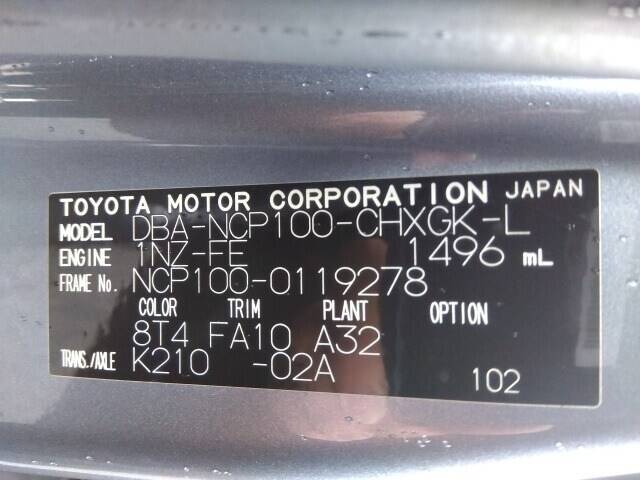 TOYOTA MOTOR CORPORATION JAPAN
MODEL DBA-NCP100-CHXGK-L
ENGINE 1NZ-FE 1496 mL
FRAME No. NCP100-0119278
COLOR TRIM PLANT OPTION
8T4 FA10 A32
TRANS./AXLE K210 -02A
102